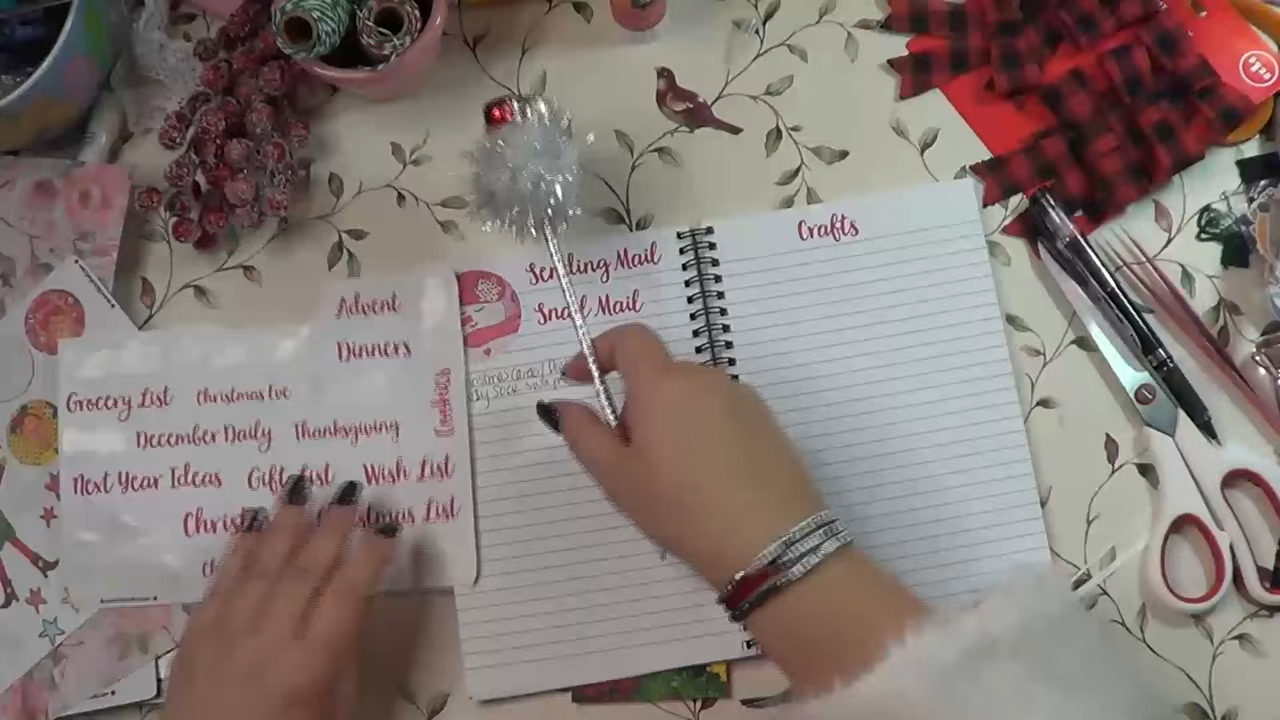 Advent
Dinners
Grocery List Christmas Eve
December Daily Thanksgiving
Next Year Ideas Gift List Wish List
List
Sending Mail
Snail Mail
Crafts